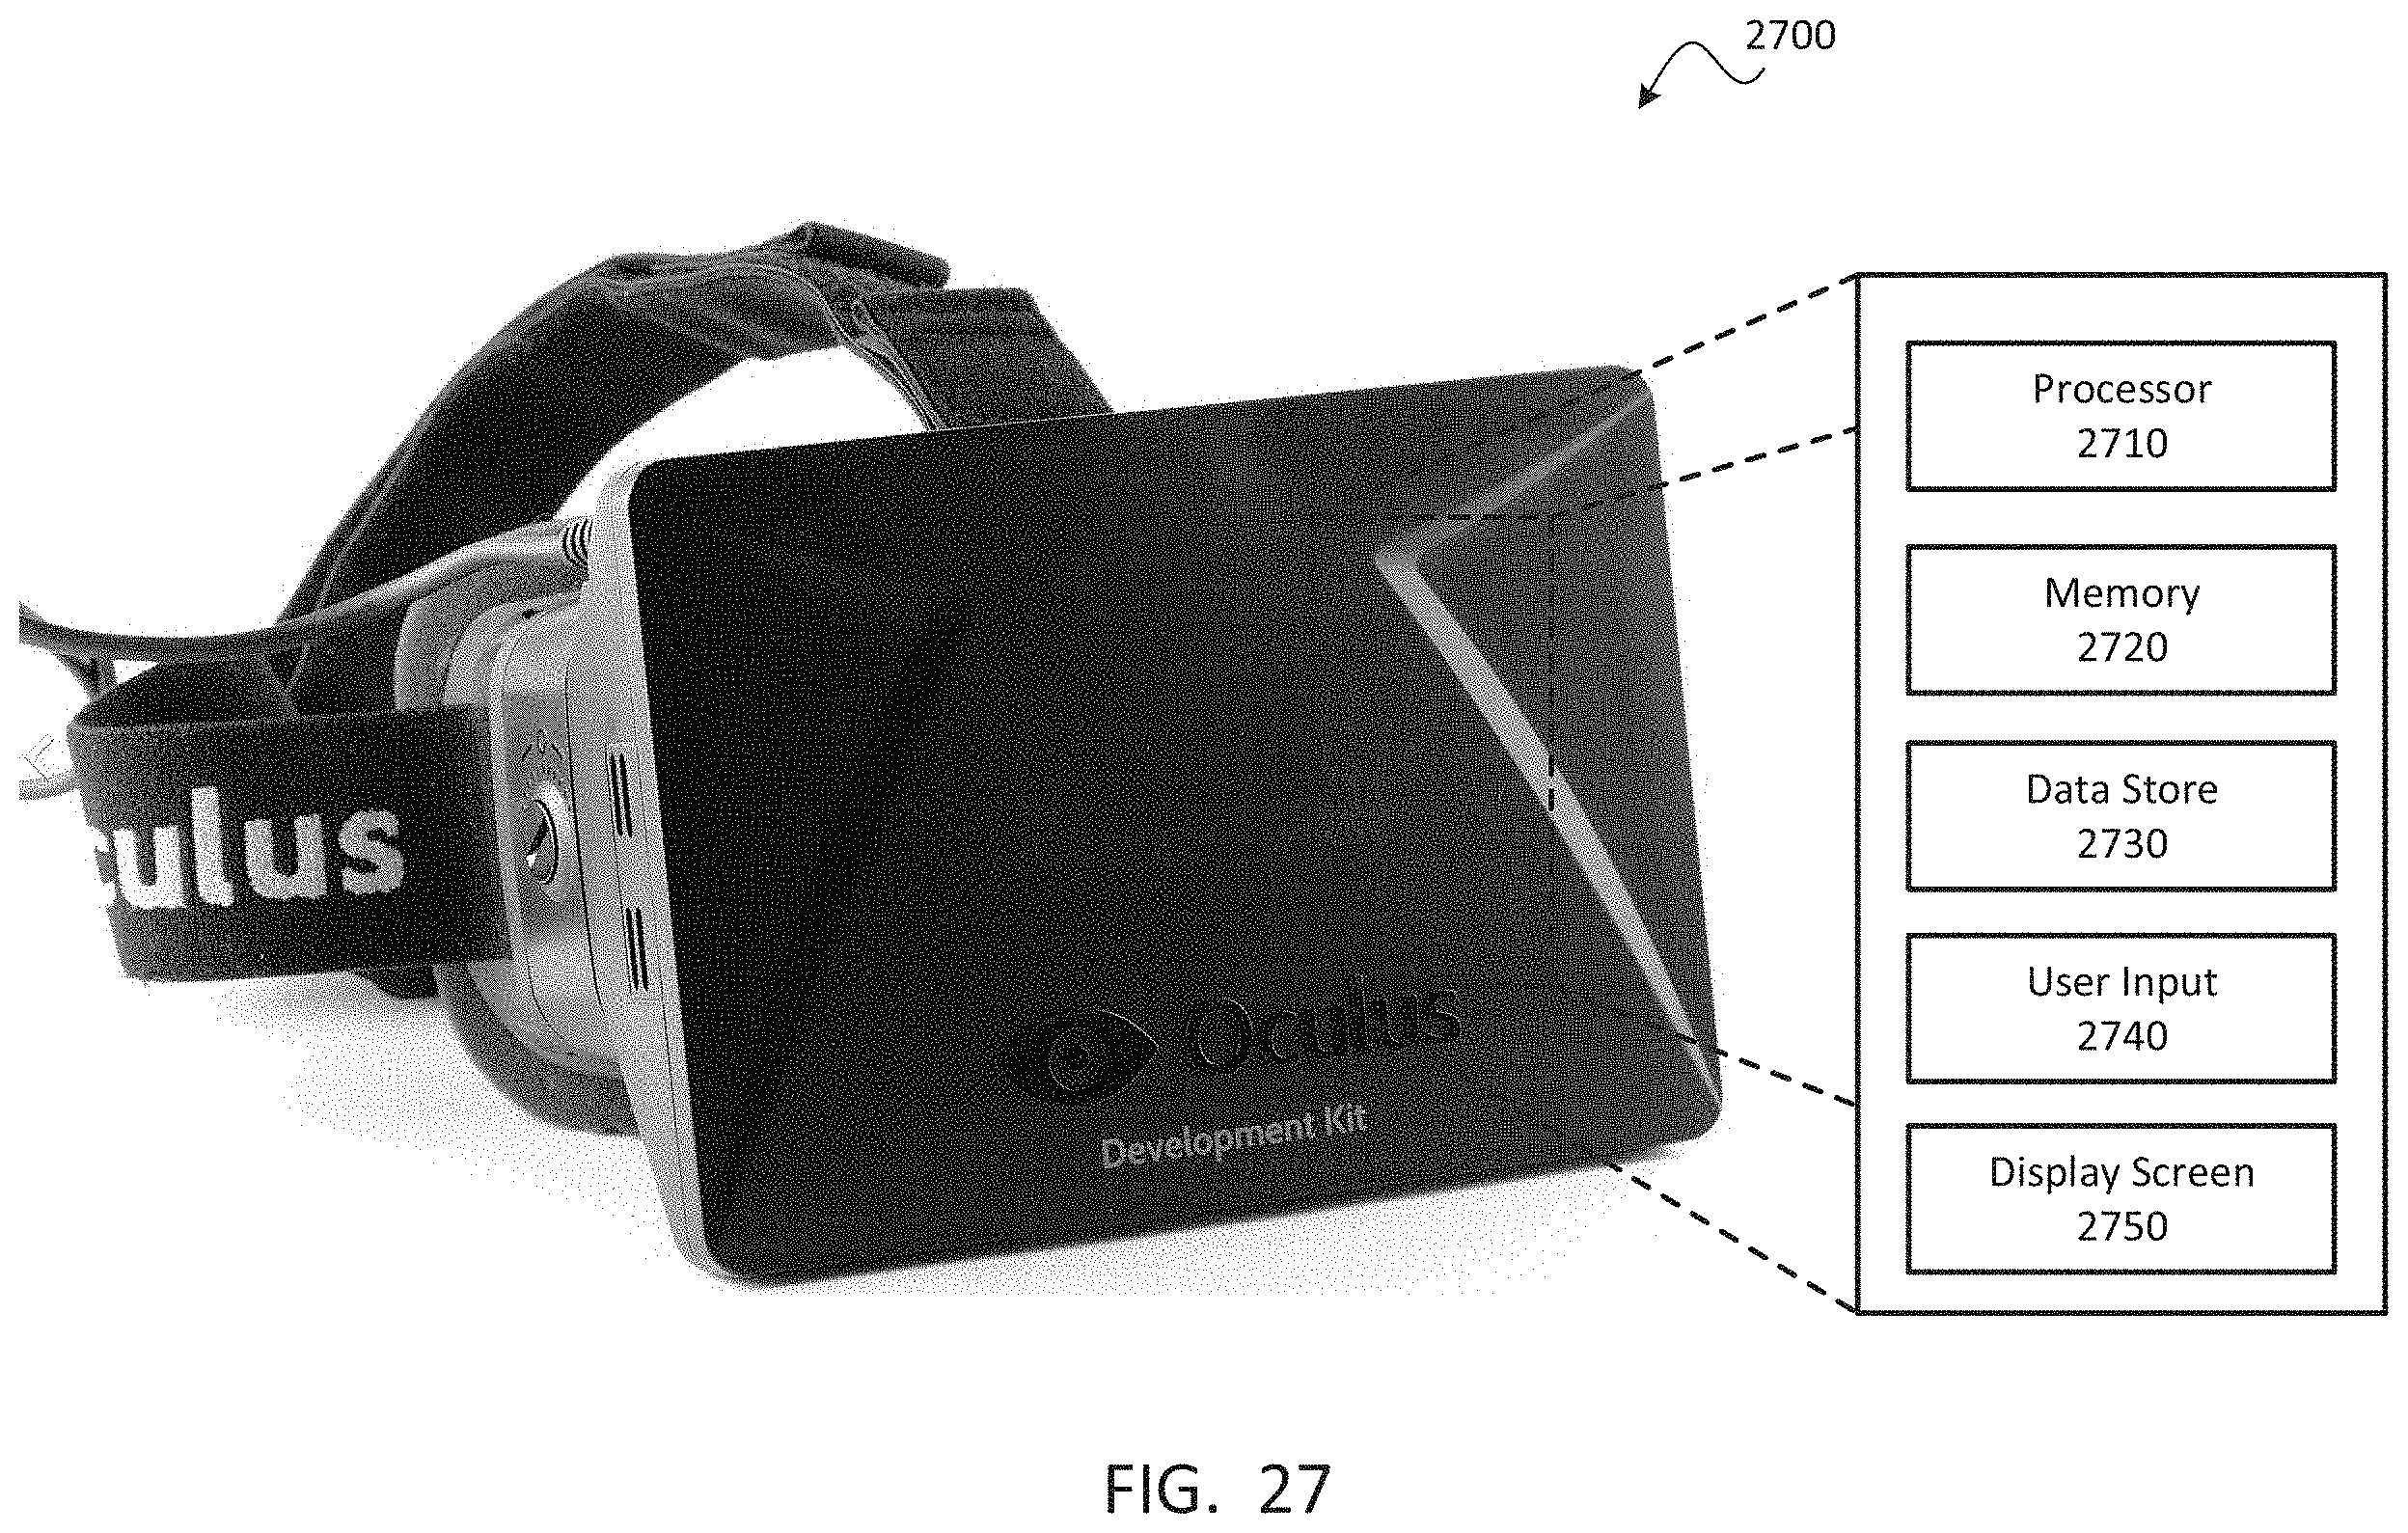 2700
Processor
2710
Memory
2720
Data Store
2730
User Input
2740
Display Screen
2750
culus
Oculus
Development Kit
FIG. 27